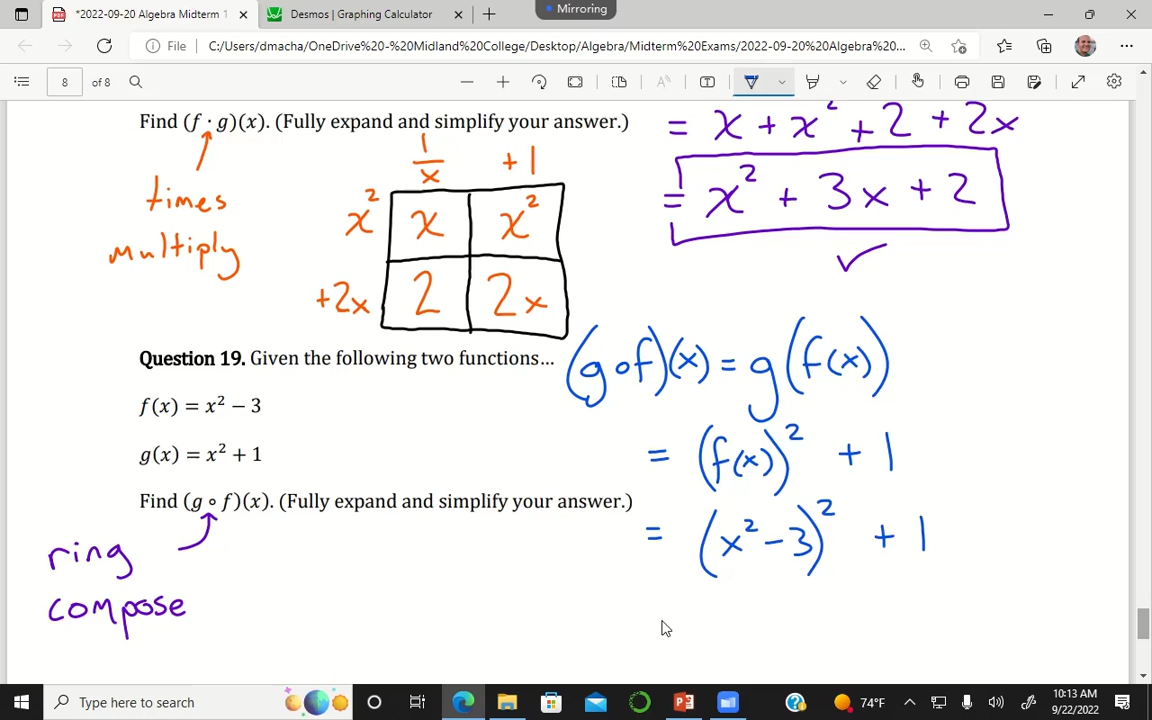 Mirroring
*2022-09-20 Algebra Midterm 1
Desmos | Graphing Calculator
File C:/Users/dmacha/OneDrive%20-%20Midland%20College/Desktop/Algebra/Midterm%20Exams/2022-09-20%20Algebra%20...
8 of 8
Find (f · g)(x). (Fully expand and simplify your answer.)
= x + x² + 2 + 2x
= x² + 3x + 2
times
multiply
1/x +1
x² x x²
+2x 2 2x
Question 19. Given the following two functions…
f(x) = x² − 3
g(x) = x² + 1
Find (g ∘ f)(x). (Fully expand and simplify your answer.)
ring
compose
(g o f)(x) = g(f(x))
= (f(x))² + 1
= (x² - 3)² + 1
Type here to search
74°F
10:13 AM
9/22/2022